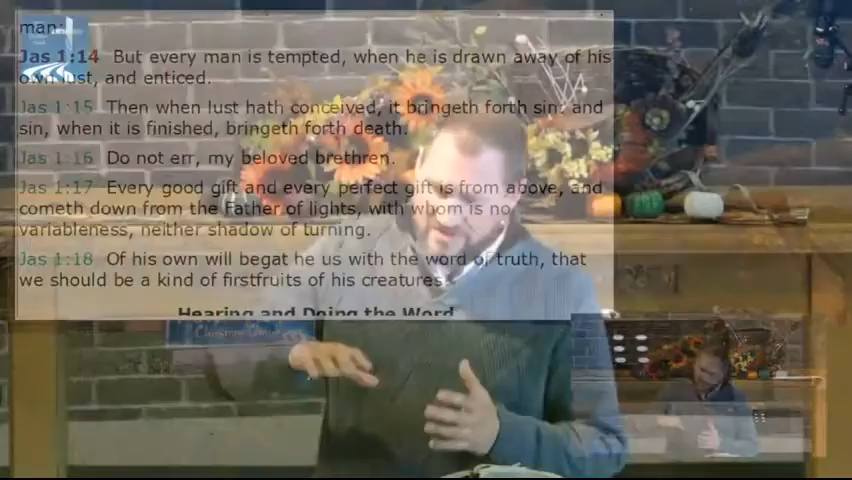 man:
Jas 1:14 But every man is tempted, when he is drawn away of his
own lust, and enticed.
Jas 1:15 Then when lust hath conceived, it bringeth forth sin: and
sin, when it is finished, bringeth forth death.
Jas 1:16 Do not err, my beloved brethren.
Jas 1:17 Every good gift and every perfect gift is from above, and
cometh down from the Father of lights, with whom is no
variableness, neither shadow of turning.
Jas 1:18 Of his own will begat he us with the word of truth, that
we should be a kind of firstfruits of his creatures.
Hearing and Doing the Word